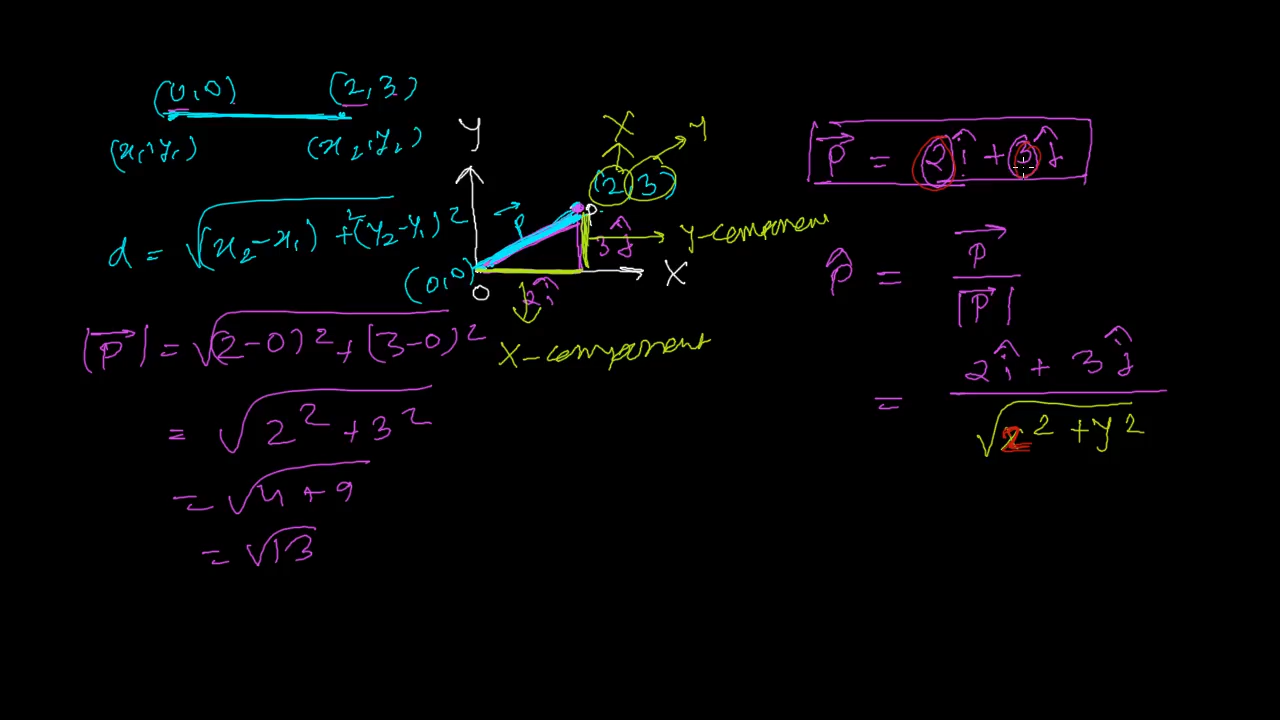 (0,0) (2,3)
(x₁,y₁) (x₂,y₂)
d = √(x₂-x₁)² + (y₂-y₁)²
|P⃗| = √(2-0)² + (3-0)²
= √2² + 3²
= √4 + 9
= √13
Y
X Y
(2, 3)
P
P⃗
3ĵ → Y-component
(0,0)
O
2î
X
X-component
P⃗ = 2î + 3ĵ
P̂ = P⃗ / |P⃗|
= 2î + 3ĵ / √2² + y²